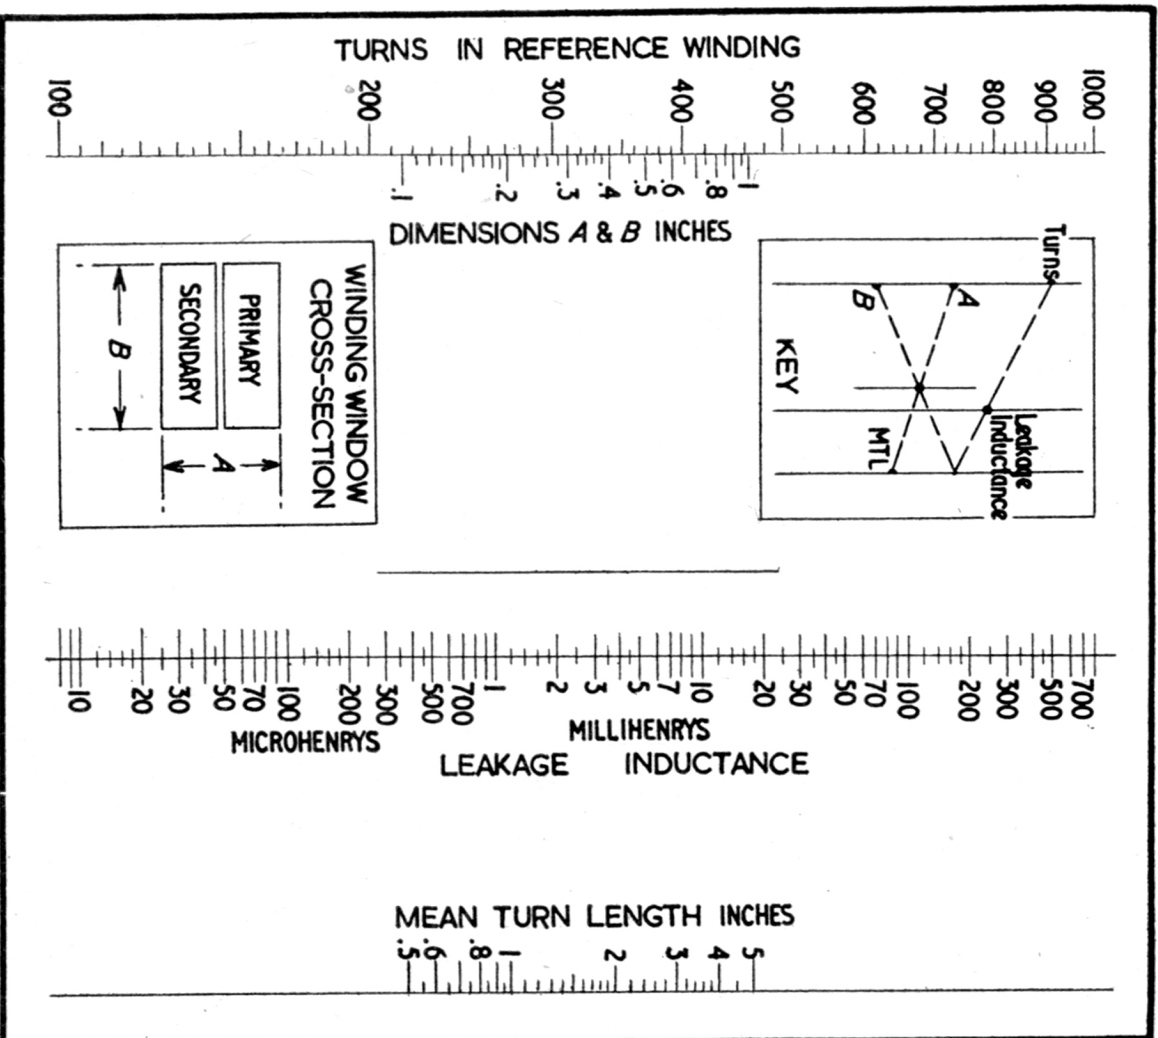 TURNS IN REFERENCE WINDING
100 200 300 400 500 600 700 800 900 1000
.1 .2 .3 .4 .5 .6 .8 1
DIMENSIONS A & B INCHES
WINDING WINDOW
CROSS-SECTION
PRIMARY
SECONDARY
B
A
Turns
A
B
KEY
MTL
Leakage
Inductance
10 20 30 50 70 100 200 300 500 700 1 2 3 5 7 10 20 30 50 70 100 200 300 500 700
MICROHENRYS
MILLIHENRYS
LEAKAGE INDUCTANCE
MEAN TURN LENGTH INCHES
.5 .6 .8 1 2 3 4 5